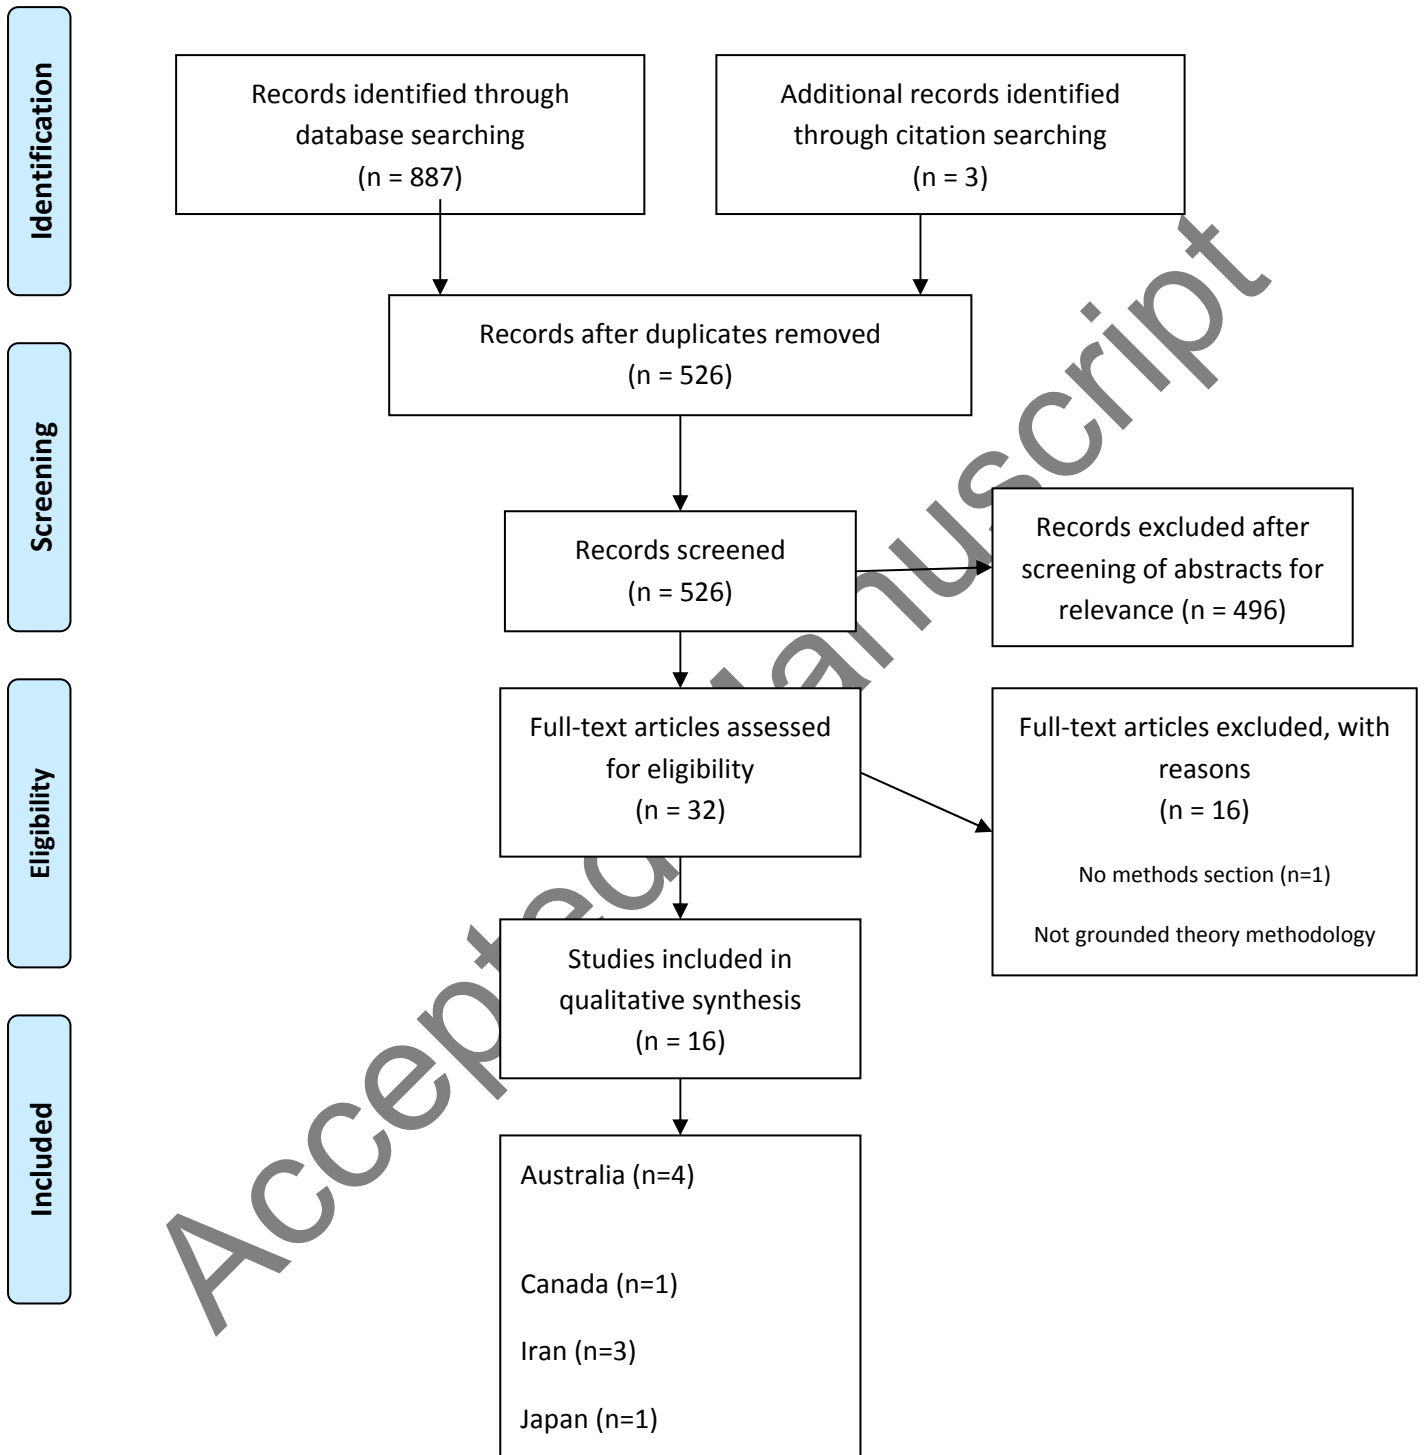 Identification
Records identified through
database searching
(n = 887)
Additional records identified
through citation searching
(n = 3)
Records after duplicates removed
(n = 526)
Screening
Records screened
(n = 526)
Records excluded after
screening of abstracts for
relevance (n = 496)
Eligibility
Full-text articles assessed
for eligibility
(n = 32)
Full-text articles excluded, with
reasons
(n = 16)
No methods section (n=1)
Not grounded theory methodology
Studies included in
qualitative synthesis
(n = 16)
Included
Australia (n=4)
Canada (n=1)
Iran (n=3)
Japan (n=1)
Accepted Manuscript